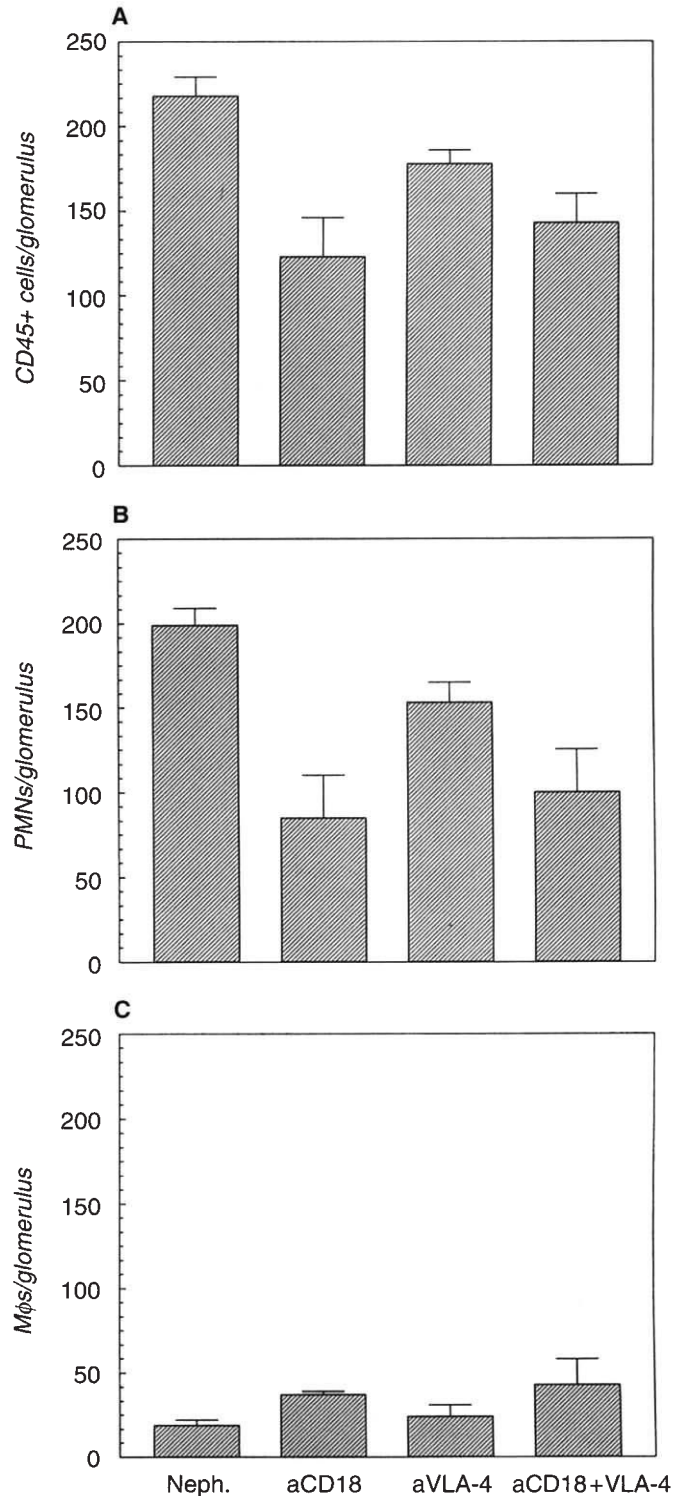 A
250
200
150
100
50
0
CD45+ cells/glomerulus
B
250
200
150
100
50
0
PMNs/glomerulus
C
250
200
150
100
50
0
Mϕs/glomerulus
Neph. aCD18 aVLA-4 aCD18+VLA-4